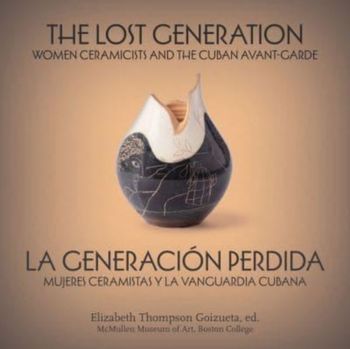 THE LOST GENERATION
WOMEN CERAMICISTS AND THE CUBAN AVANT-GARDE
LA GENERACIÓN PERDIDA
MUJERES CERAMISTAS Y LA VANGUARDIA CUBANA
Elizabeth Thompson Goizueta, ed.
McMullen Museum of Art, Boston College